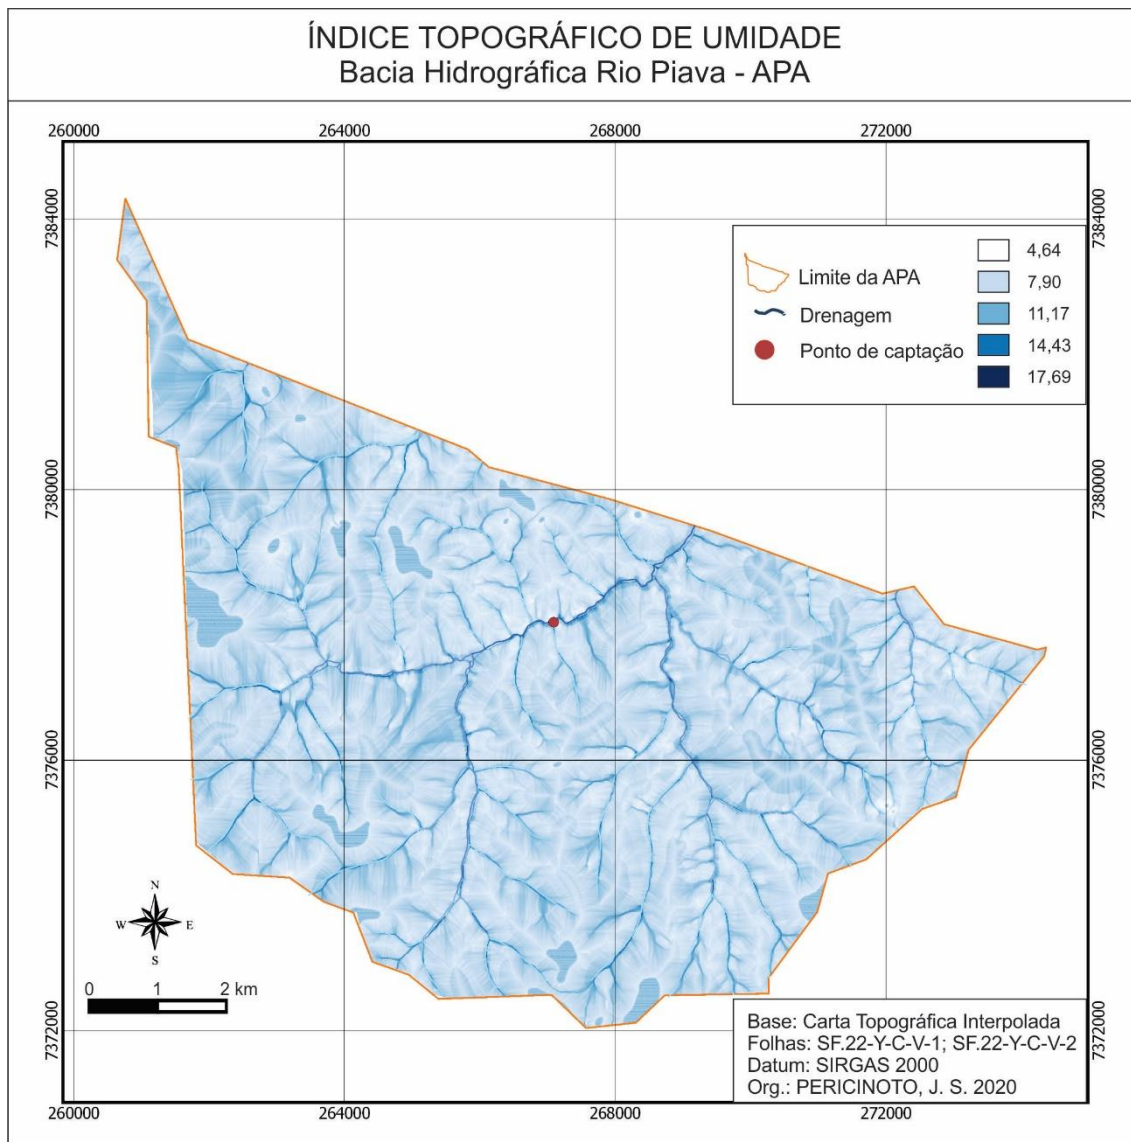 ÍNDICE TOPOGRÁFICO DE UMIDADE
Bacia Hidrográfica Rio Piava - APA
260000
264000
268000
272000
7384000
7384000
Limite da APA
Drenagem
Ponto de captação
4,64
7,90
11,17
14,43
17,69
7380000
7380000
7376000
7376000
N
W
E
S
0
1
2 km
7372000
7372000
Base: Carta Topográfica Interpolada
Folhas: SF.22-Y-C-V-1; SF.22-Y-C-V-2
Datum: SIRGAS 2000
Org.: PERICINOTO, J. S. 2020
260000
264000
268000
272000